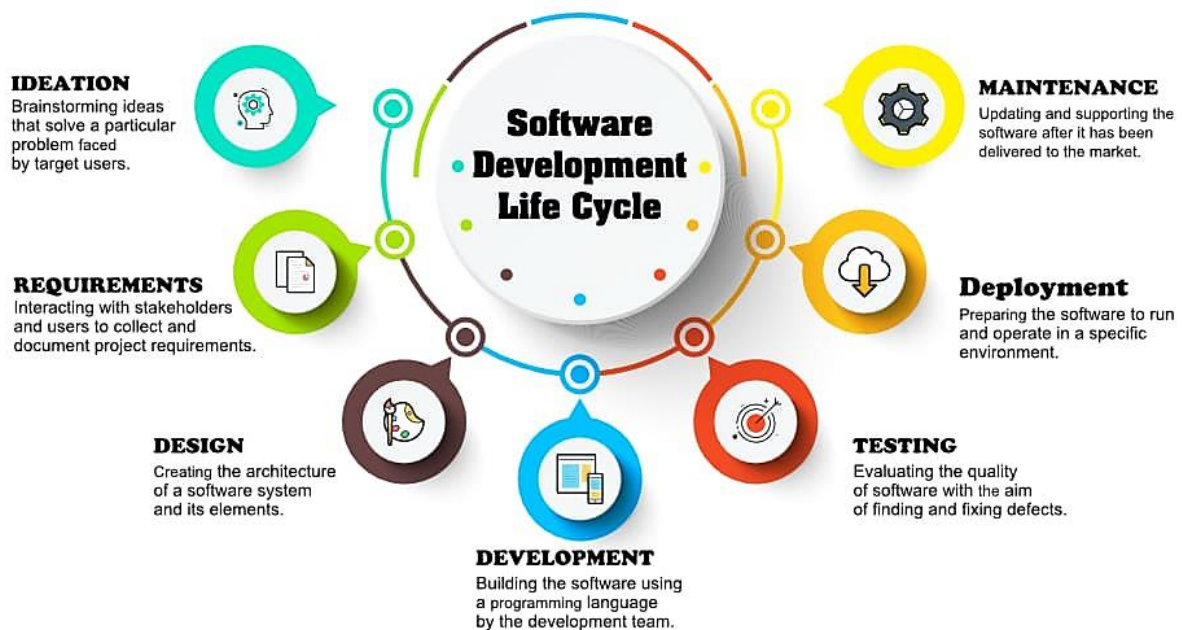 Software
Development
Life Cycle
IDEATION
Brainstorming ideas
that solve a particular
problem faced
by target users.
REQUIREMENTS
Interacting with stakeholders
and users to collect and
document project requirements.
DESIGN
Creating the architecture
of a software system
and its elements.
DEVELOPMENT
Building the software using
a programming language
by the development team.
TESTING
Evaluating the quality
of software with the aim
of finding and fixing defects.
Deployment
Preparing the software to run
and operate in a specific
environment.
MAINTENANCE
Updating and supporting the
software after it has been
delivered to the market.